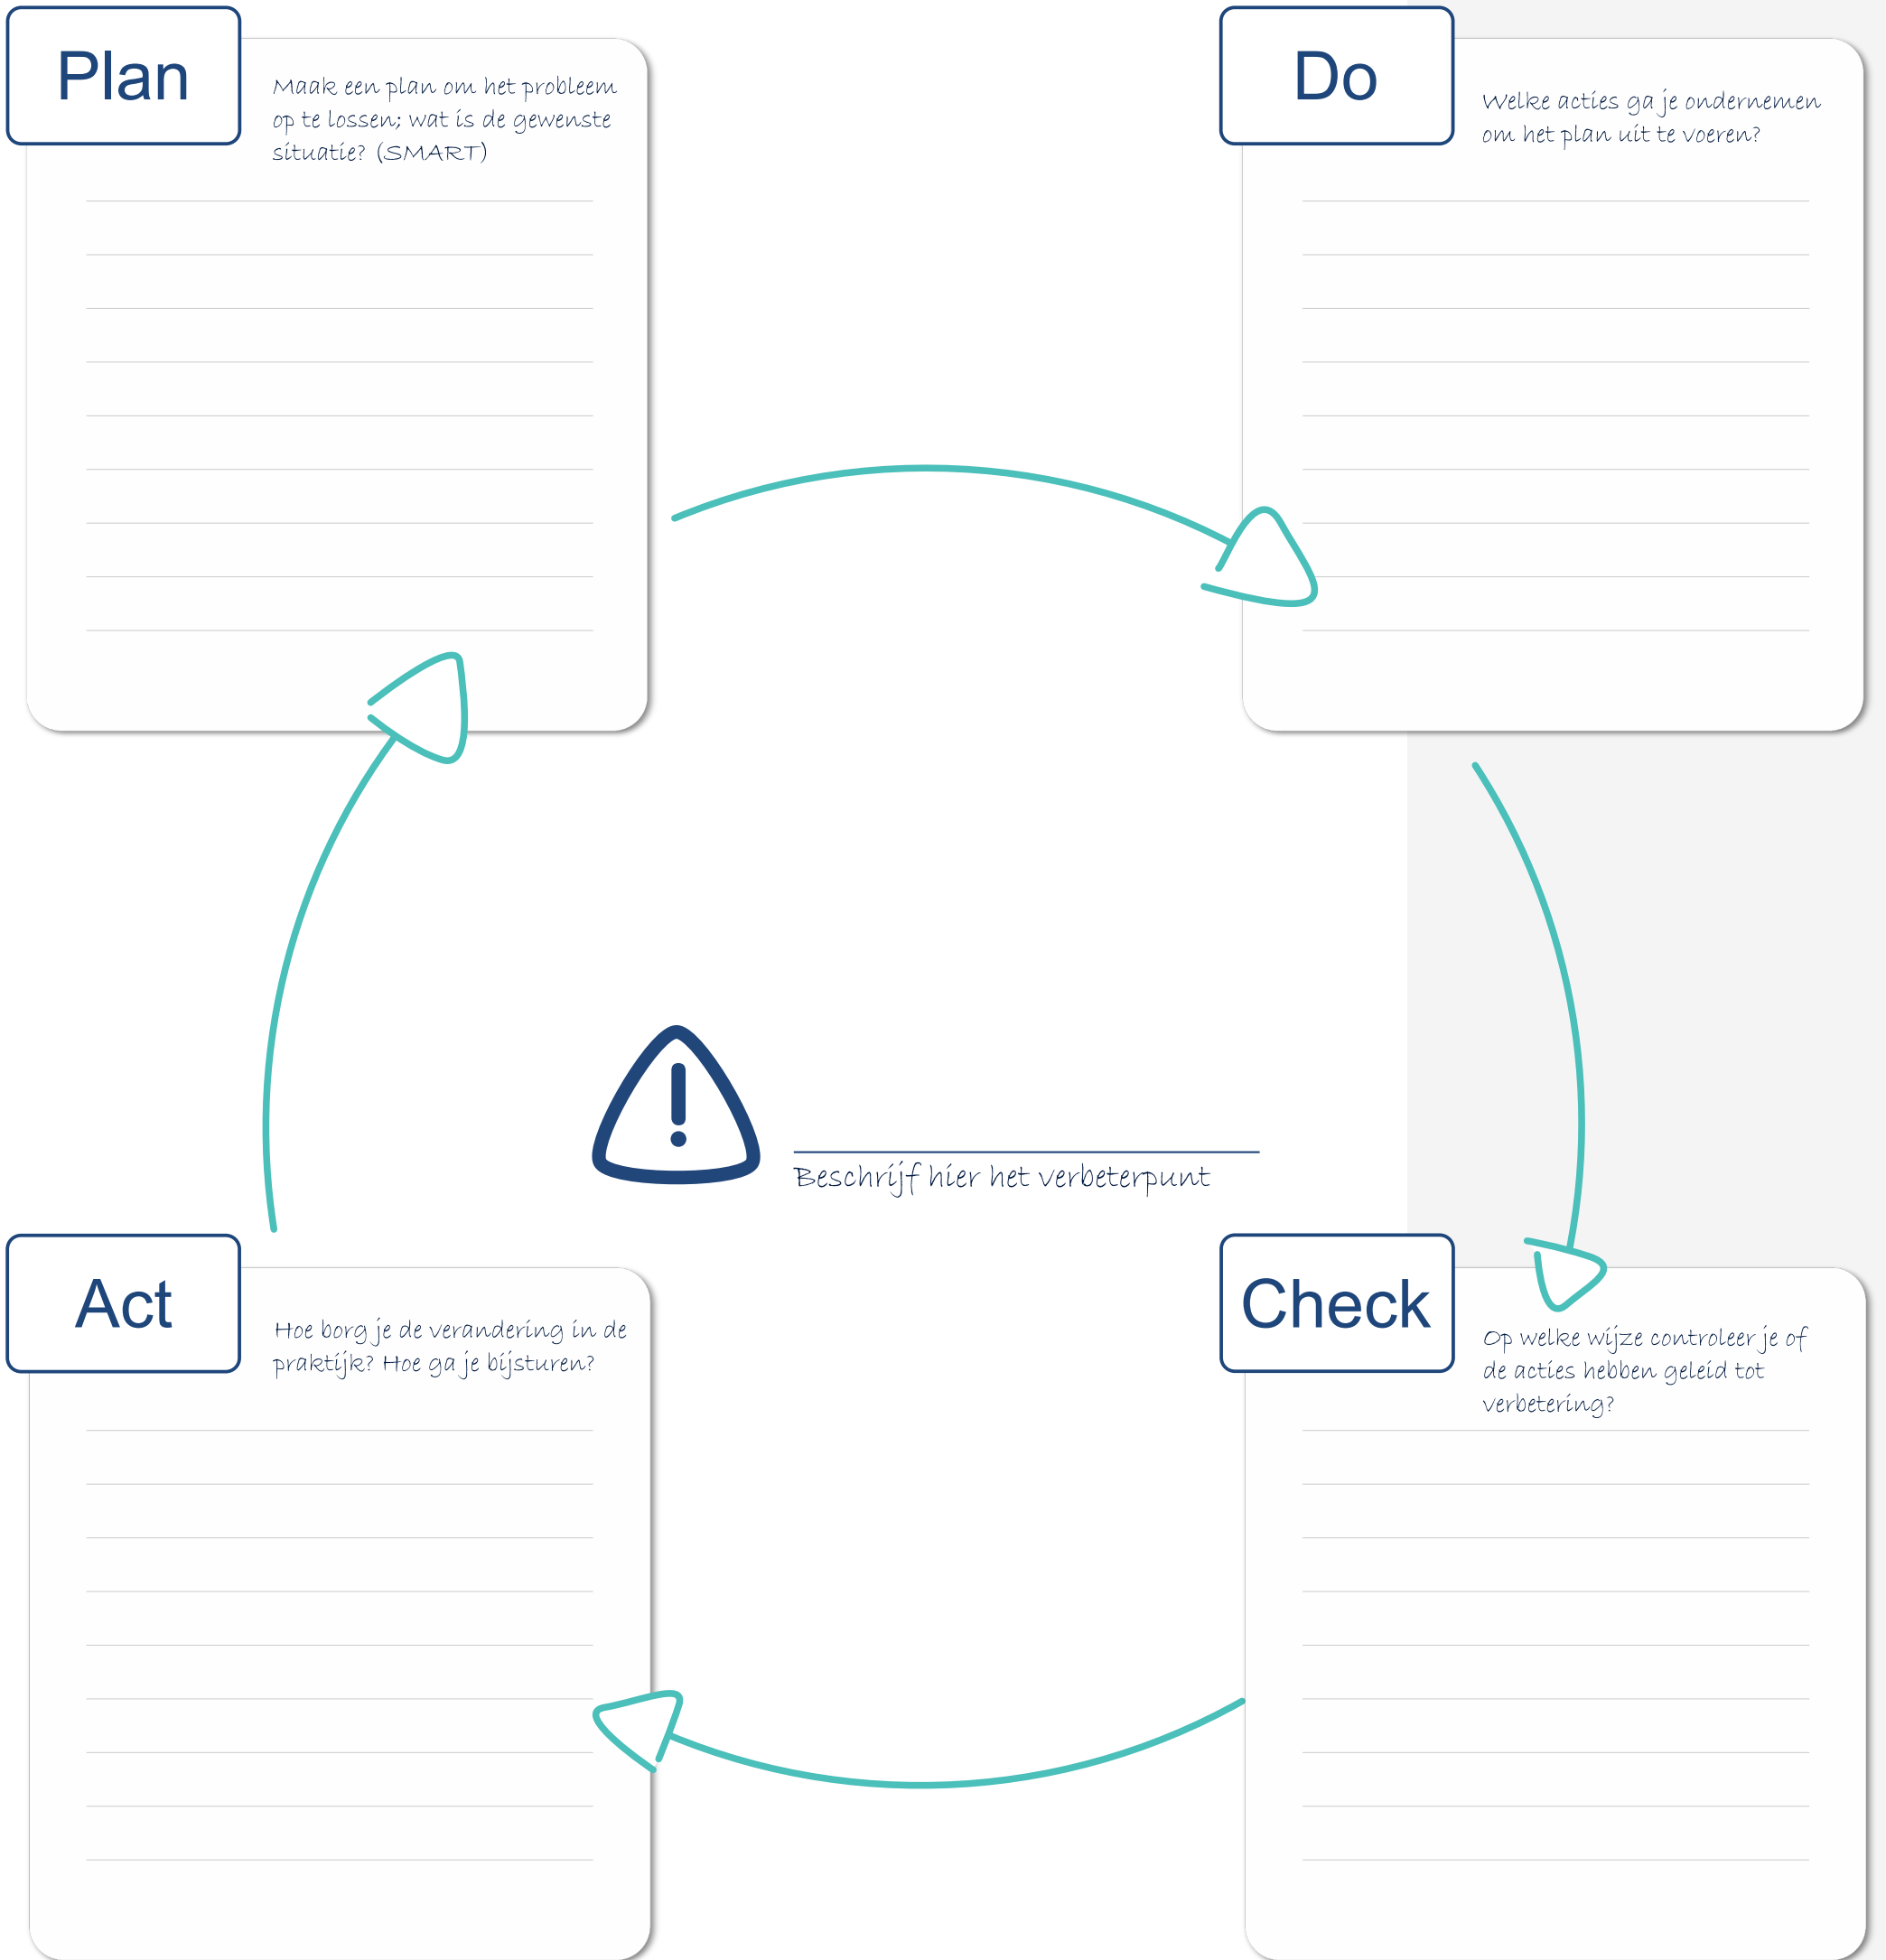 Plan
Maak een plan om het probleem
op te lossen; wat is de gewenste
situatie? (SMART)
Do
Welke acties ga je ondernemen
om het plan uit te voeren?
Beschrijf hier het verbeterpunt
Act
Hoe borg je de verandering in de
praktijk? Hoe ga je bijsturen?
Check
Op welke wijze controleer je of
de acties hebben geleid tot
verbetering?